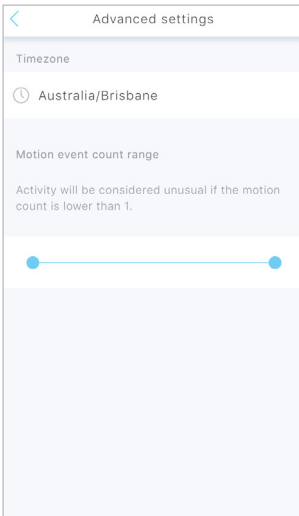 Advanced settings
Timezone
Australia/Brisbane
Motion event count range
Activity will be considered unusual if the motion
count is lower than 1.